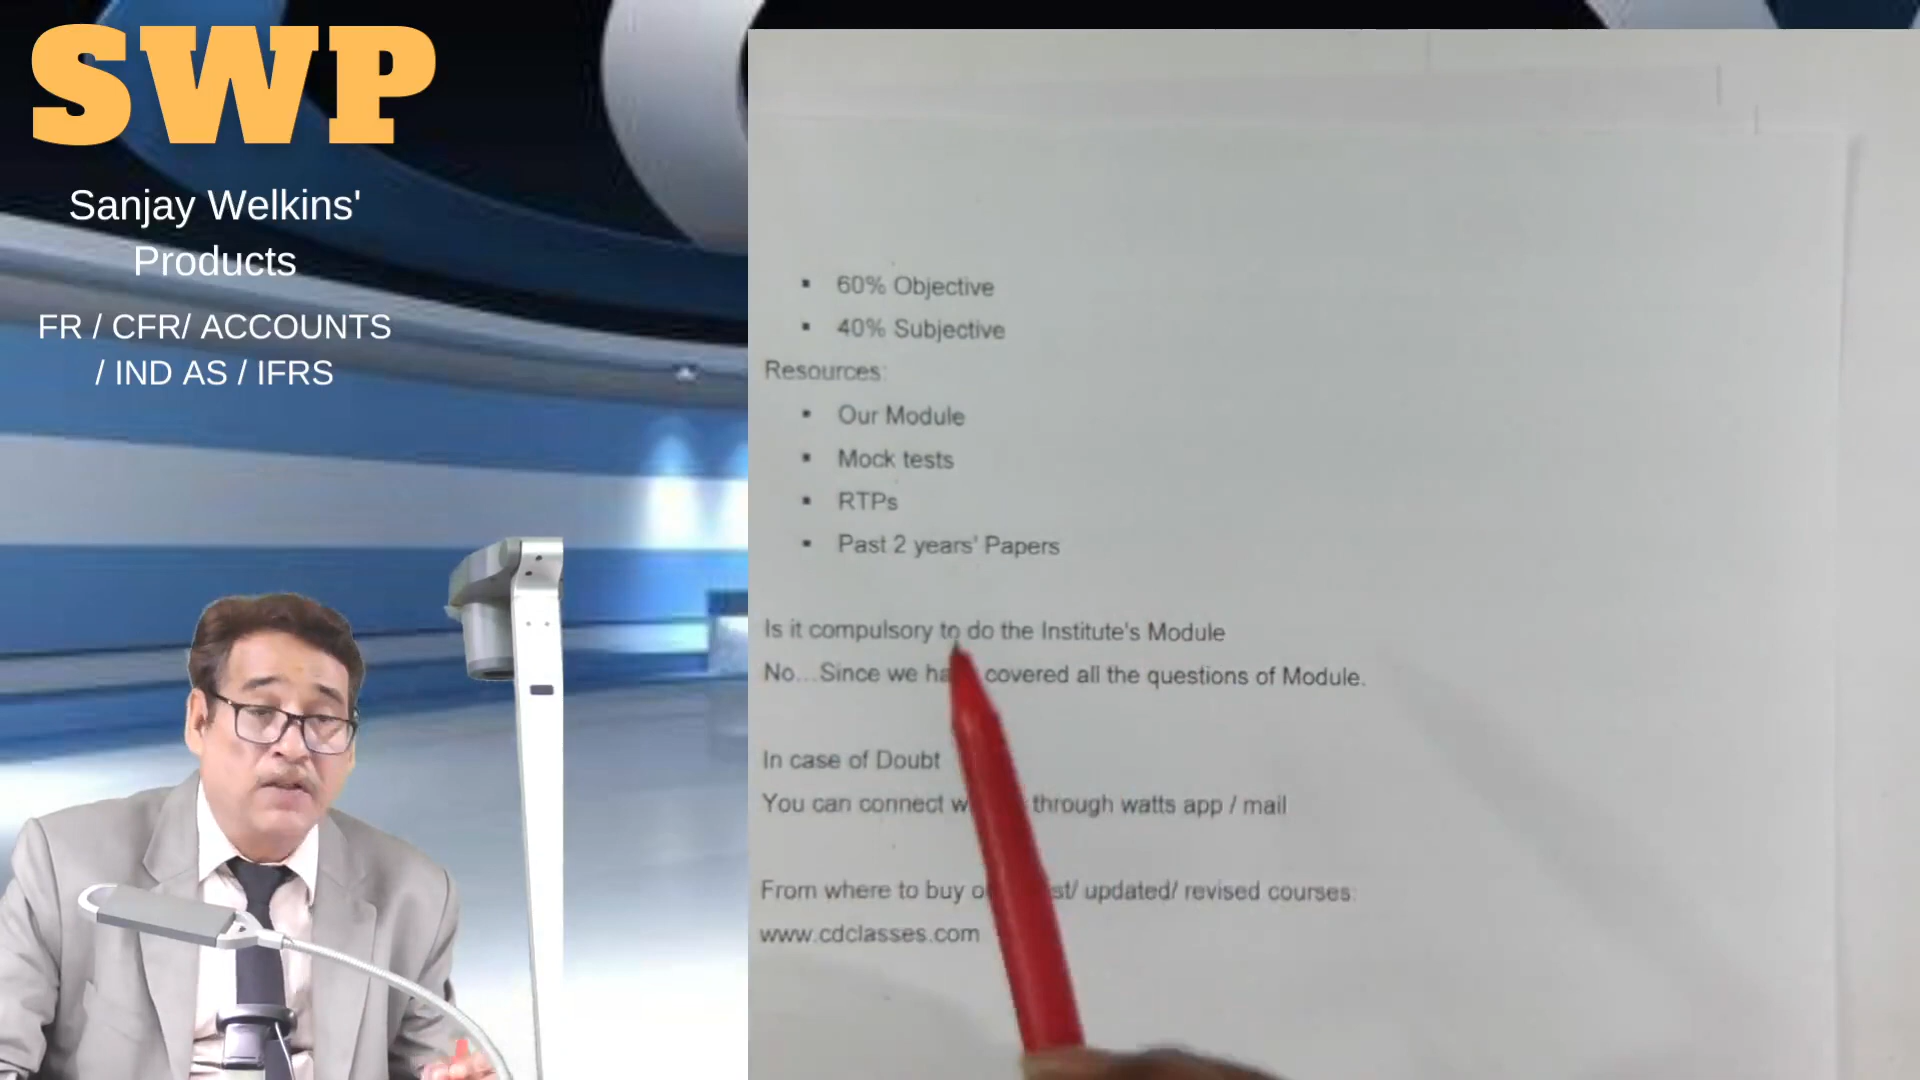 SWP
Sanjay Welkins'
Products
FR / CFR/ ACCOUNTS
/ IND AS / IFRS
60% Objective
40% Subjective
Resources:
Our Module
Mock tests
RTPs
Past 2 years' Papers
Is it compulsory to do the Institute's Module
No...Since we covered all the questions of Module.
In case of Doubt
You can connect through watts app / mail
From where to buy updated/ revised courses:
www.cdclasses.com